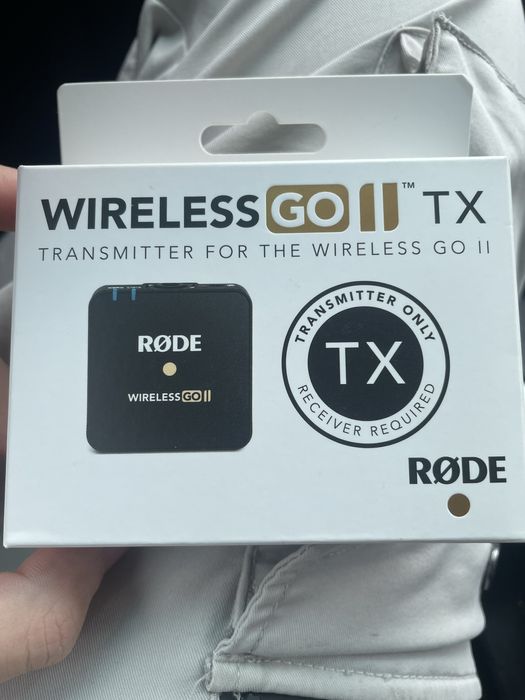 WIRELESS GO II™ TX
TRANSMITTER FOR THE WIRELESS GO II
RØDE
WIRELESS GO II
TRANSMITTER ONLY
TX
RECEIVER REQUIRED
RØDE